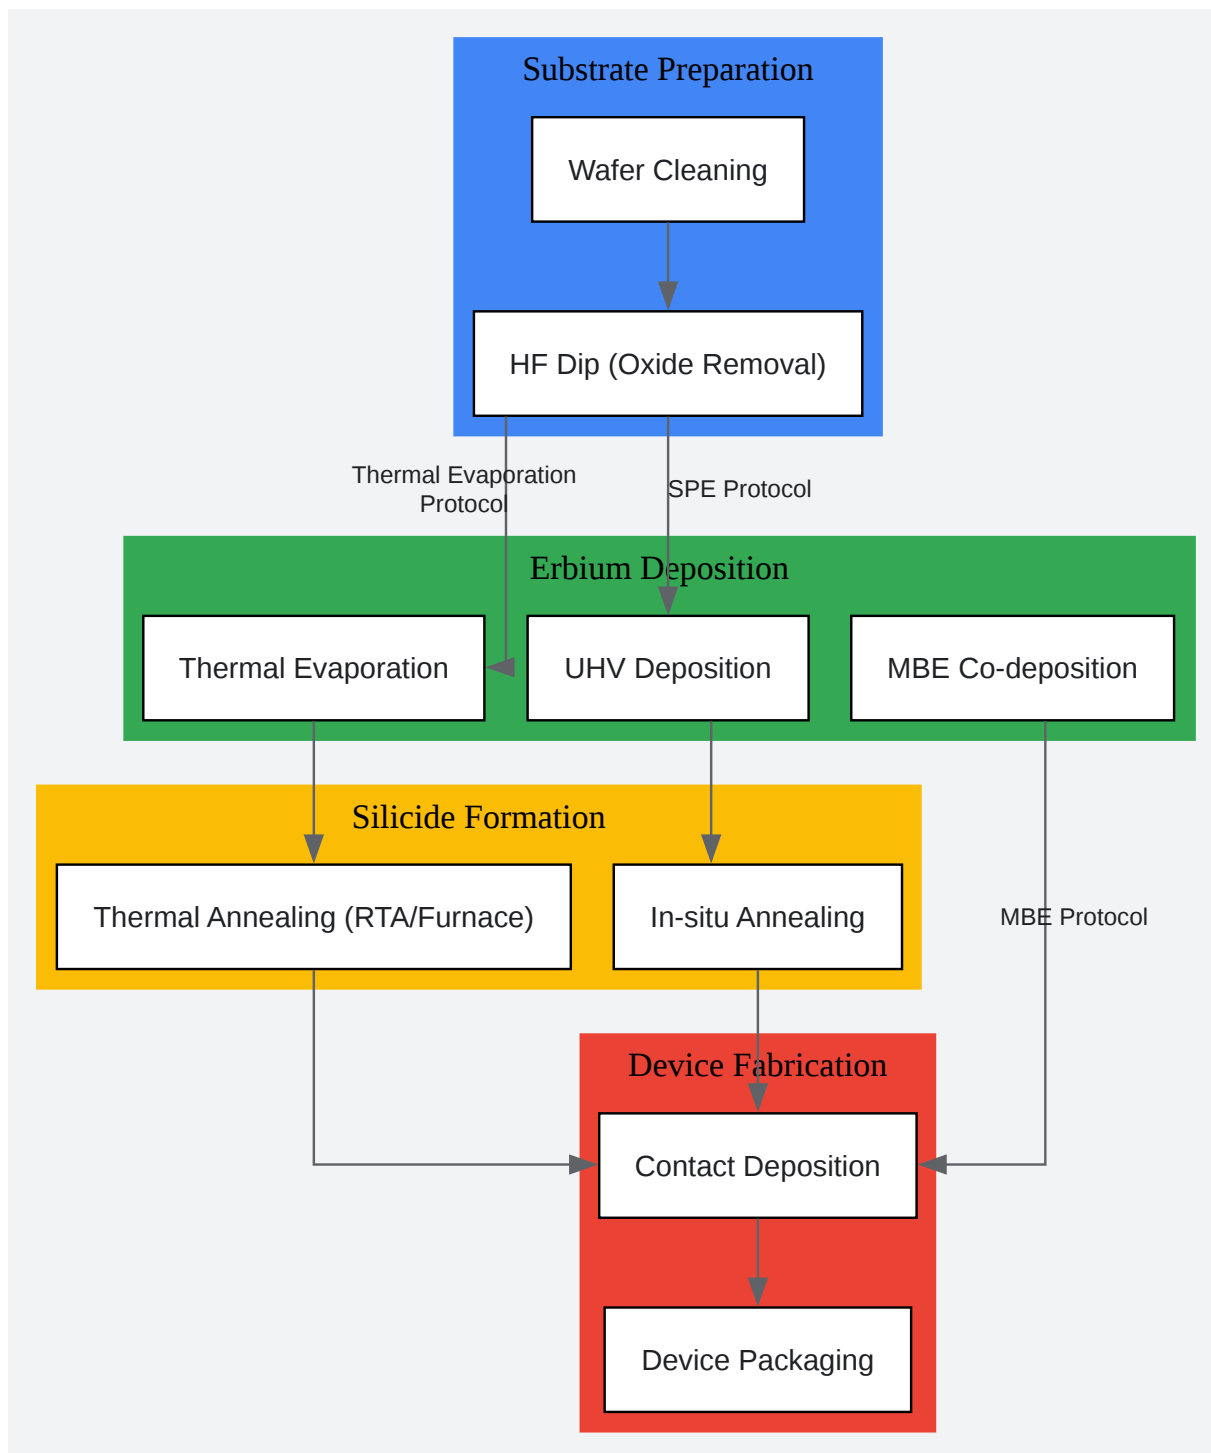 Substrate Preparation
Wafer Cleaning
HF Dip (Oxide Removal)
Thermal Evaporation
Protocol
SPE Protocol
Erbium Deposition
Thermal Evaporation
UHV Deposition
MBE Co-deposition
Silicide Formation
Thermal Annealing (RTA/Furnace)
In-situ Annealing
MBE Protocol
Device Fabrication
Contact Deposition
Device Packaging